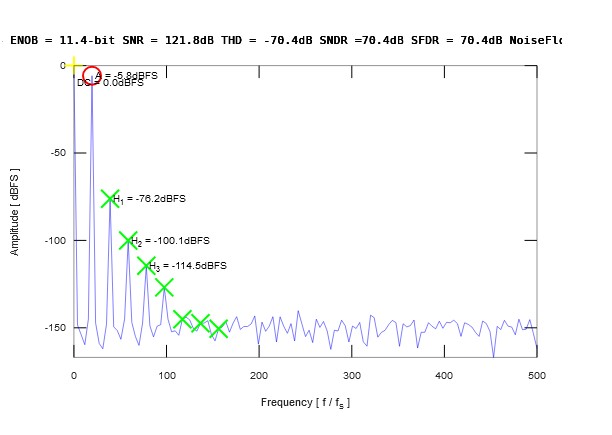 ENOB = 11.4-bit SNR = 121.8dB THD = -70.4dB SNDR =70.4dB SFDR = 70.4dB NoiseFlo
0
A = -5.8dBFS
DC = 0.0dBFS
-50
H1 = -76.2dBFS
-100
H2 = -100.1dBFS
H3 = -114.5dBFS
-150
Amplitude [ dBFS ]
0 100 200 300 400 500
Frequency [ f / fs ]